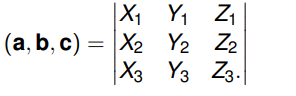 X₁ Y₁ Z₁
(a, b, c) = X₂ Y₂ Z₂
X₃ Y₃ Z₃.